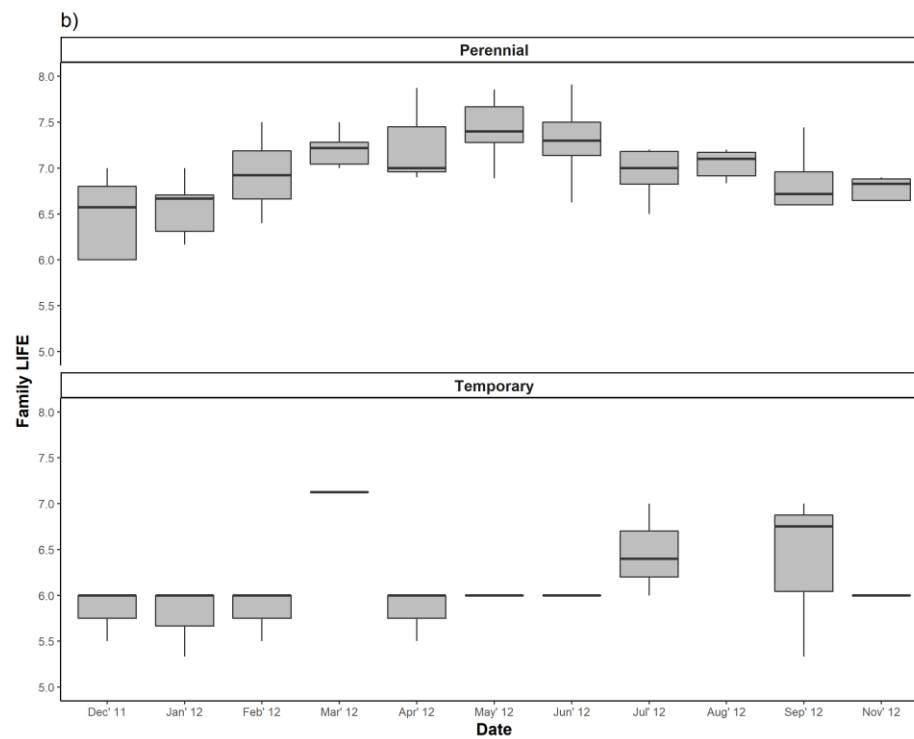 b)
Perennial
8.0
7.5
7.0
6.5
6.0
5.5
5.0
Family LIFE
Temporary
8.0
7.5
7.0
6.5
6.0
5.5
5.0
Dec' 11 Jan' 12 Feb' 12 Mar' 12 Apr' 12 May' 12 Jun' 12 Jul' 12 Aug' 12 Sep' 12 Nov' 12
Date